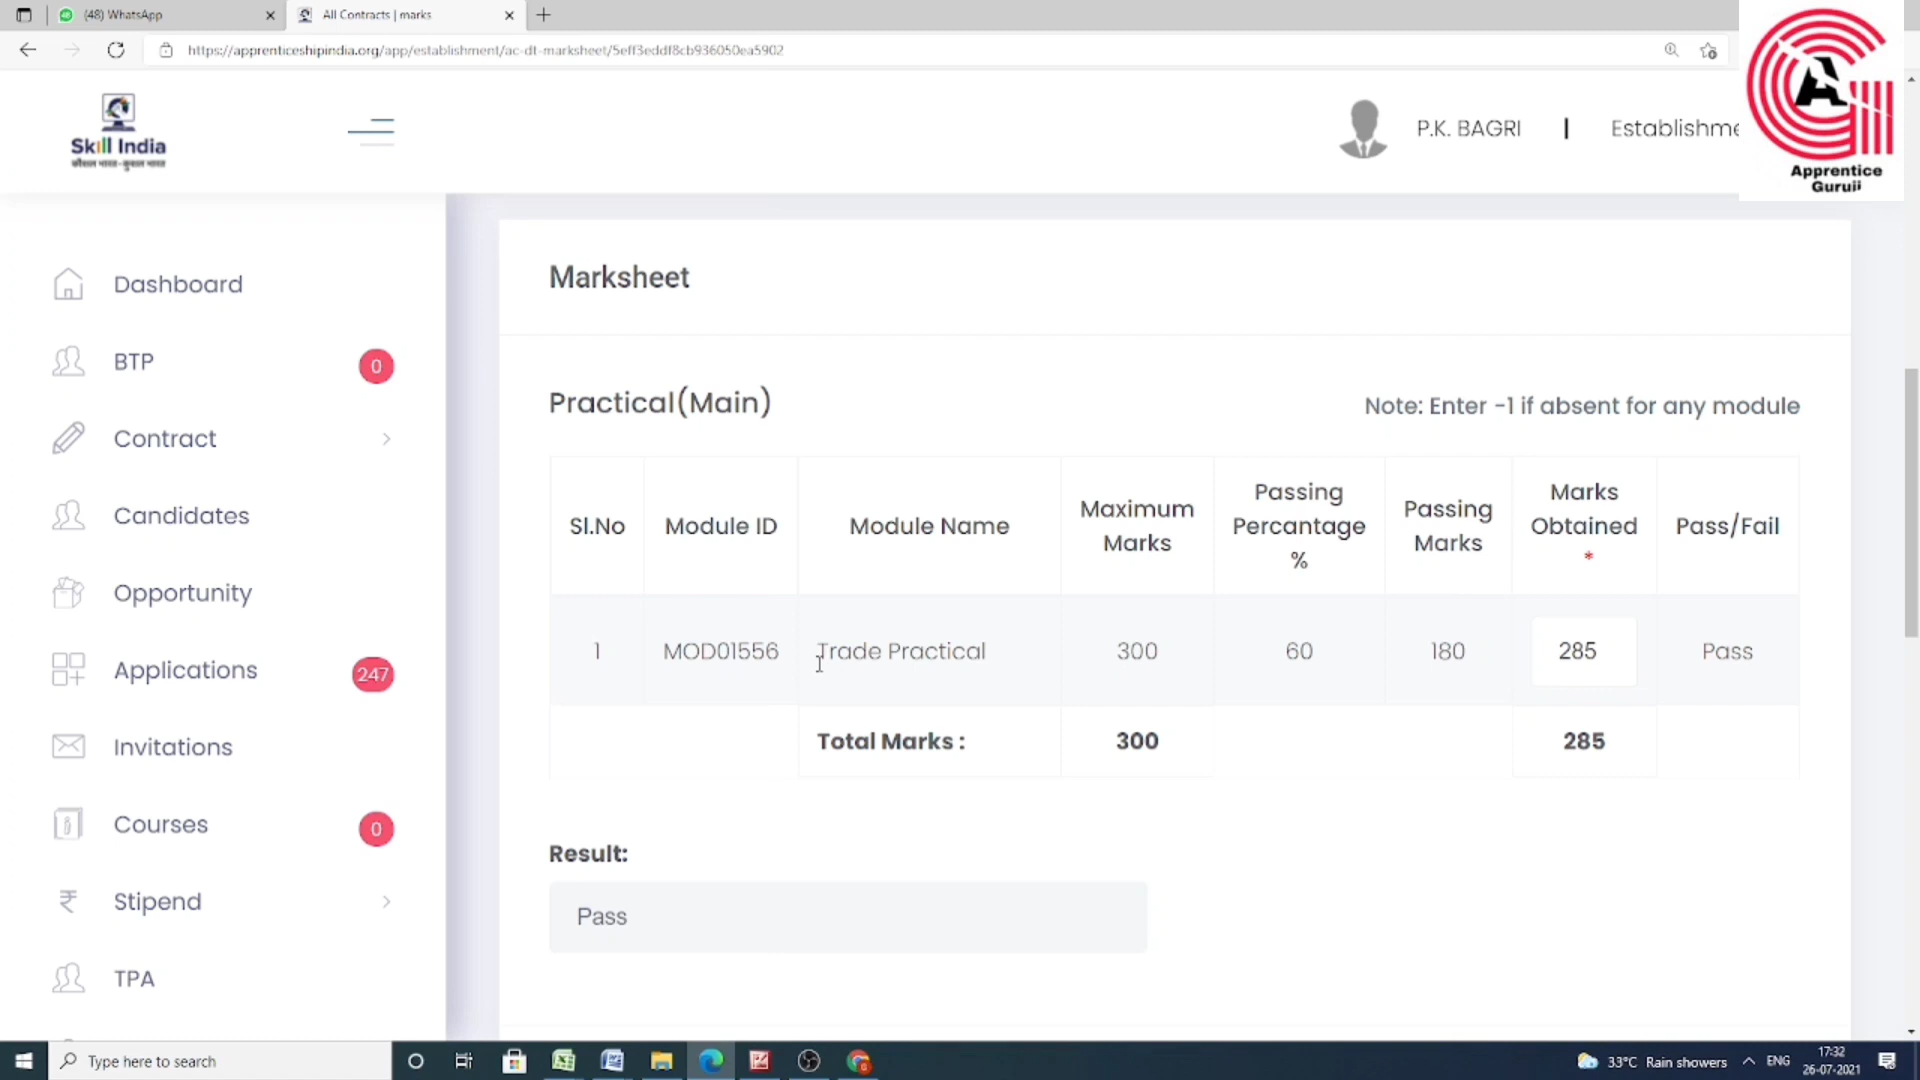 (48) WhatsApp
All Contracts | marks
https://apprenticeshipindia.org/app/establishment/ac-dt-marksheet/5eff3eddf8cb936050ea5902
Skill India
कौशल भारत-कुशल भारत
P.K. BAGRI | Establishme
Apprentice
Guruji
Dashboard
BTP 0
Contract
Candidates
Opportunity
Applications 247
Invitations
Courses 0
Stipend
TPA
Marksheet
Practical(Main)
Note: Enter -1 if absent for any module
Sl.No Module ID Module Name Maximum Marks Passing Percantage % Passing Marks Marks Obtained * Pass/Fail
1 MOD01556 Trade Practical 300 60 180 285 Pass
Total Marks : 300 285
Result:
Pass
Type here to search
33°C Rain showers ENG
17:32
26-07-2021